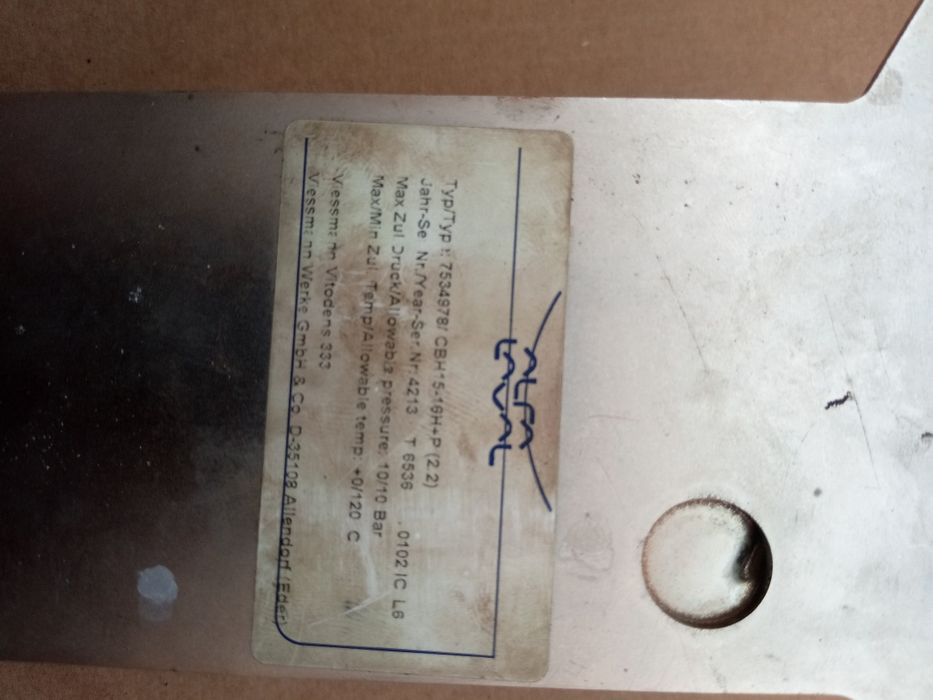 ALFA
LAVAL
Typ/Typ : 7534978/ CBH15-16H+P (2.2)
Jahr-Se Nr./Year-Ser.Nr:4213 T 6536 , 0102 IC L6
Max Zul Druck/Allowable pressure: 10/10 Bar
Max/Min Zul. Temp/Allowable temp: +0/120 C
Viessmann Vitodens 333
Viessmann Werke GmbH & Co D-35108 Allendorf (Eder)